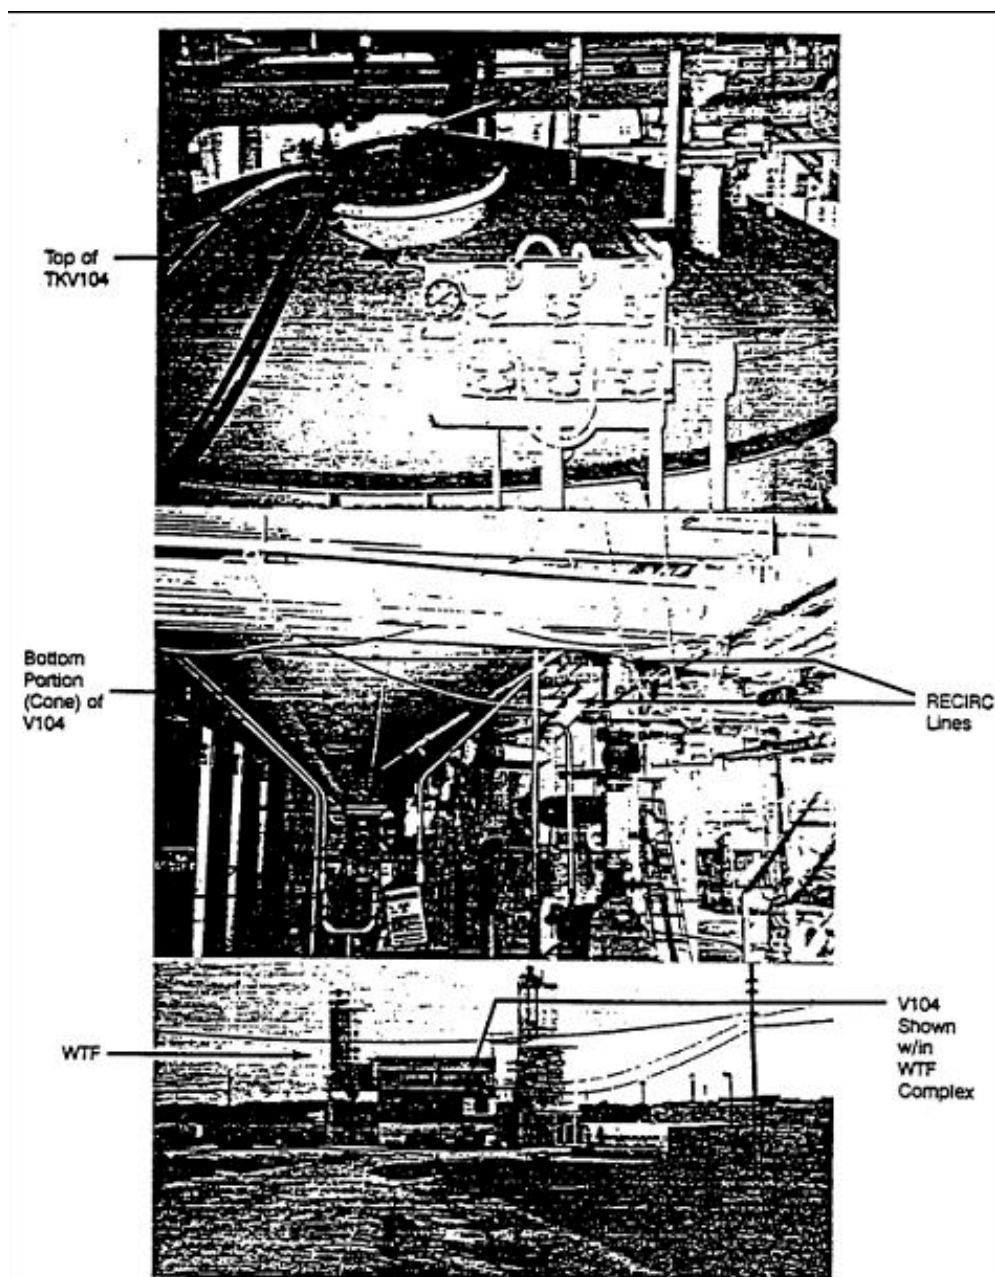 Top of
TKV104
Bottom
Portion
(Cone) of
V104
RECIRC
Lines
WTF
V104
Shown
w/in
WTF
Complex